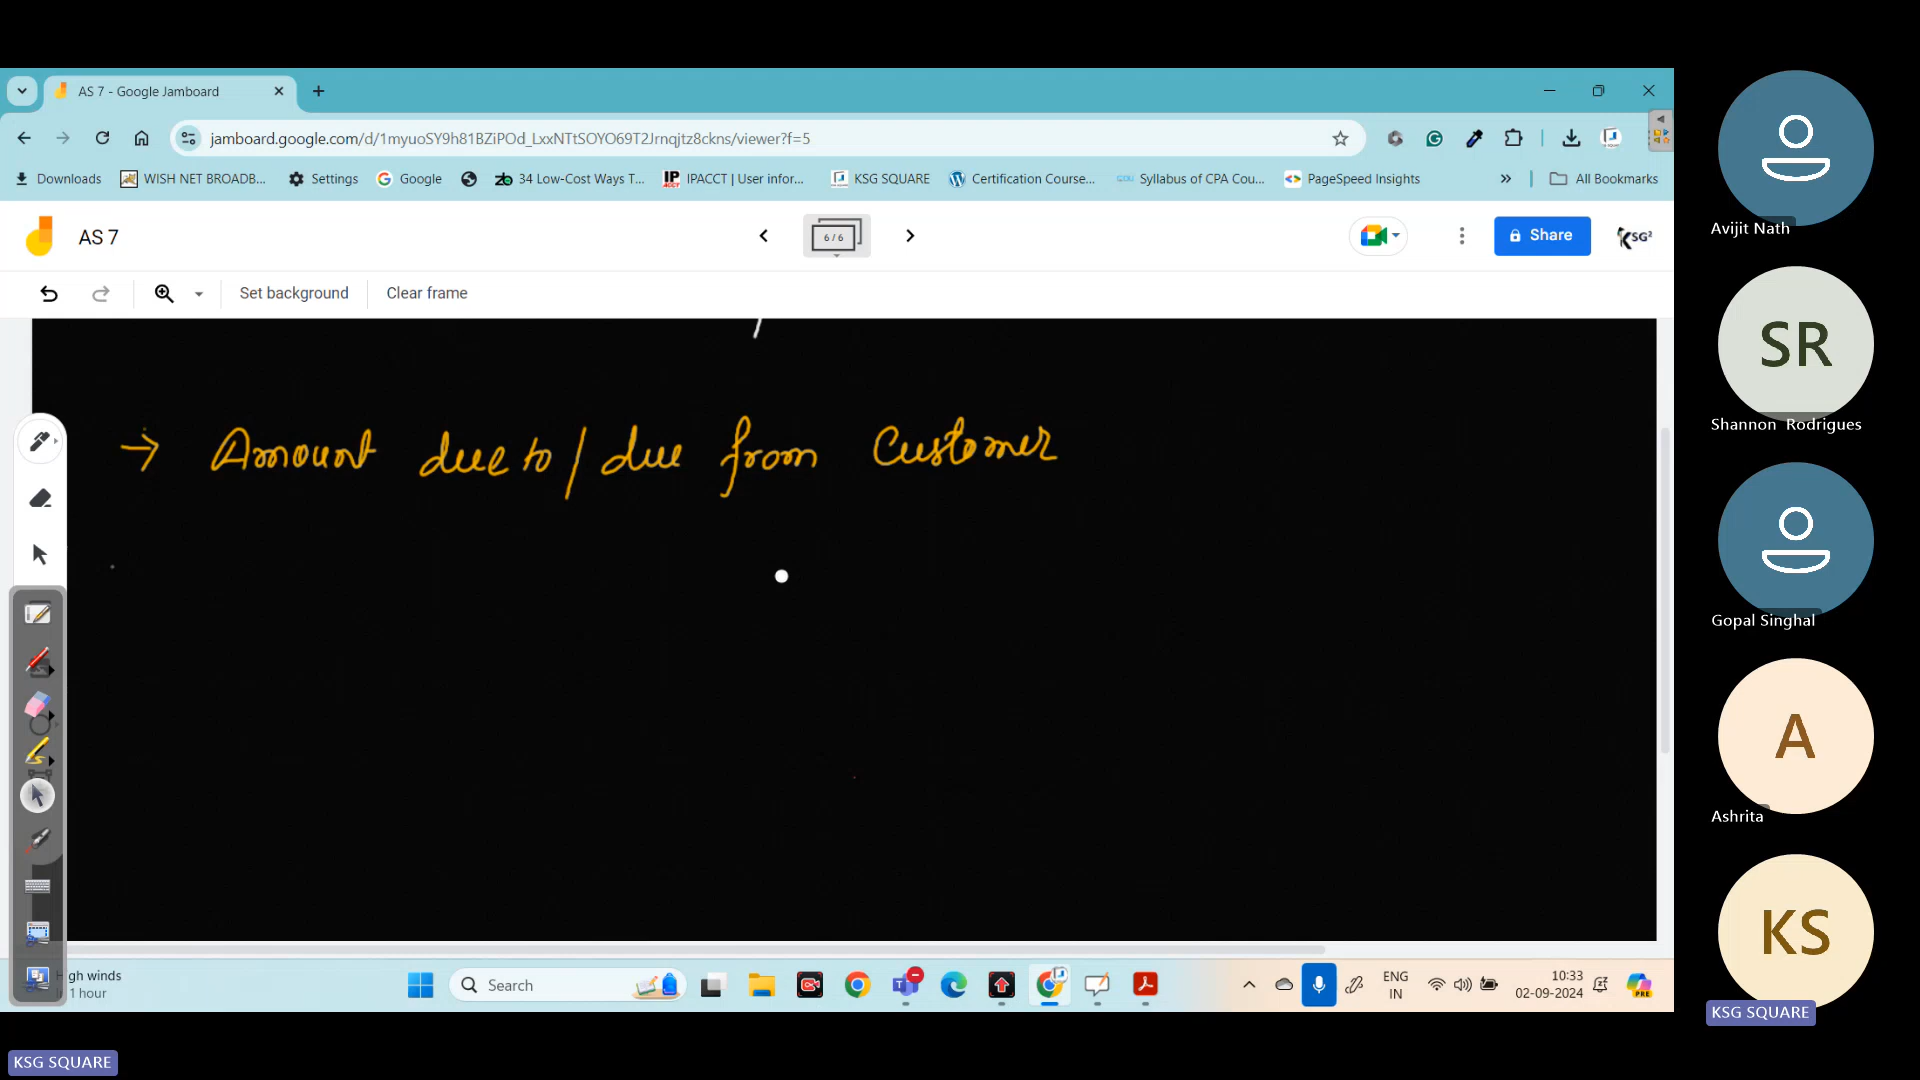 AS 7 - Google Jamboard
jamboard.google.com/d/1myuoSY9h81BZiPOd_LxxNTtSOYO69T2Jrnqjtz8ckns/viewer?f=5
Downloads WISH NET BROADB... Settings Google 34 Low-Cost Ways T... IPACCT | User infor... KSG SQUARE Certification Course... Syllabus of CPA Cou... PageSpeed Insights » All Bookmarks
AS 7 6 / 6 Share KSG²
Set background Clear frame
→ Amount due to / due from Customer
Avijit Nath
SR
Shannon Rodrigues
Gopal Singhal
A
Ashrita
KS
KSG SQUARE
gh winds
1 hour
Search
ENG
IN
10:33
02-09-2024
PRE
KSG SQUARE